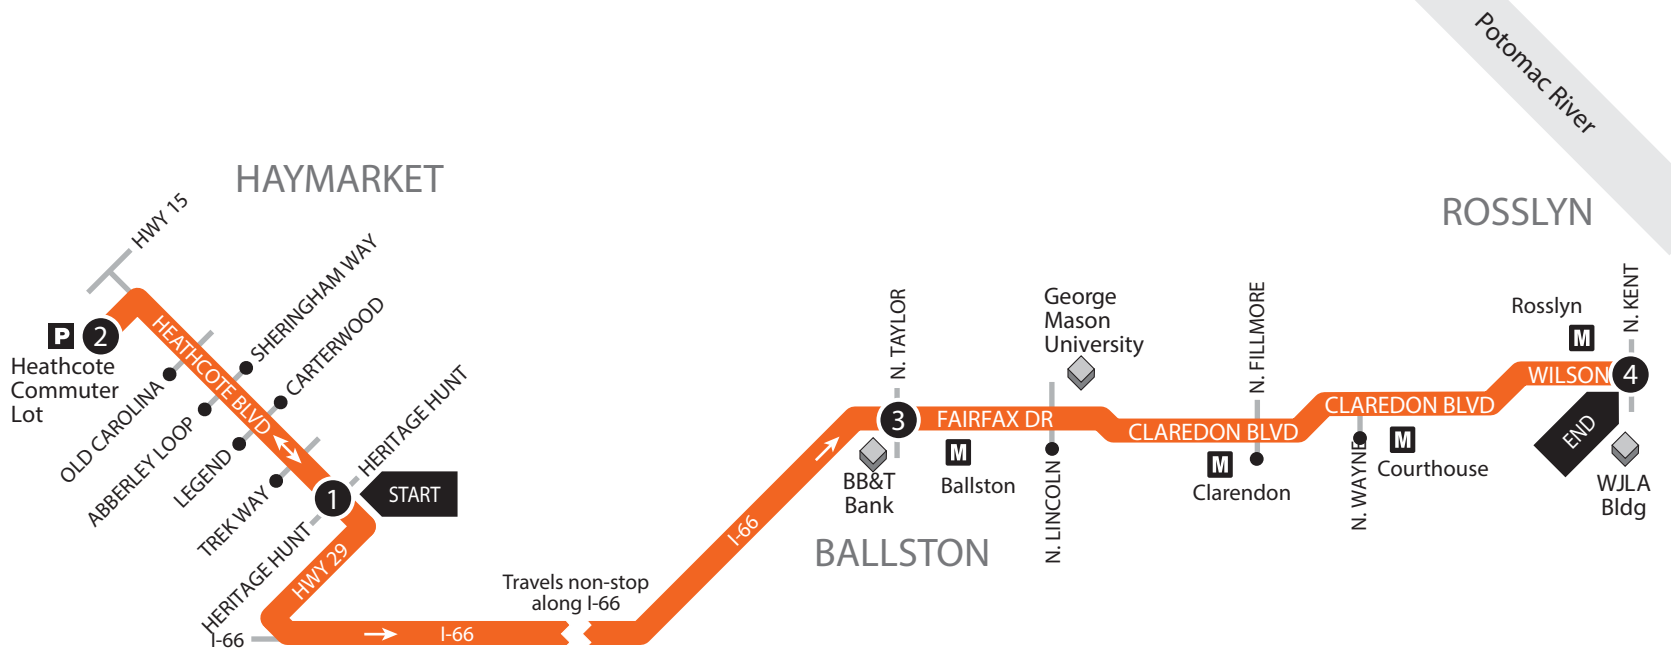 Potomac River
HAYMARKET
ROSSLYN
HWY 15
SHERINGHAM WAY
CARTERWOOD
HERITAGE HUNT
HEATHCOTE BLVD
P
2
Heathcote
Commuter
Lot
OLD CAROLINA
ABBERLEY LOOP
LEGEND
TREK WAY
HERITAGE HUNT
1
START
HWY 29
I-66
I-66
Travels non-stop
along I-66
I-66
N. TAYLOR
3
BB&T
Bank
FAIRFAX DR
M
Ballston
BALLSTON
George
Mason
University
N. LINCOLN
CLAREDON BLVD
N. FILLMORE
M
Clarendon
CLAREDON BLVD
N. WAYNE
M
Courthouse
Rosslyn
M
WILSON
N. KENT
4
END
WJLA
Bldg